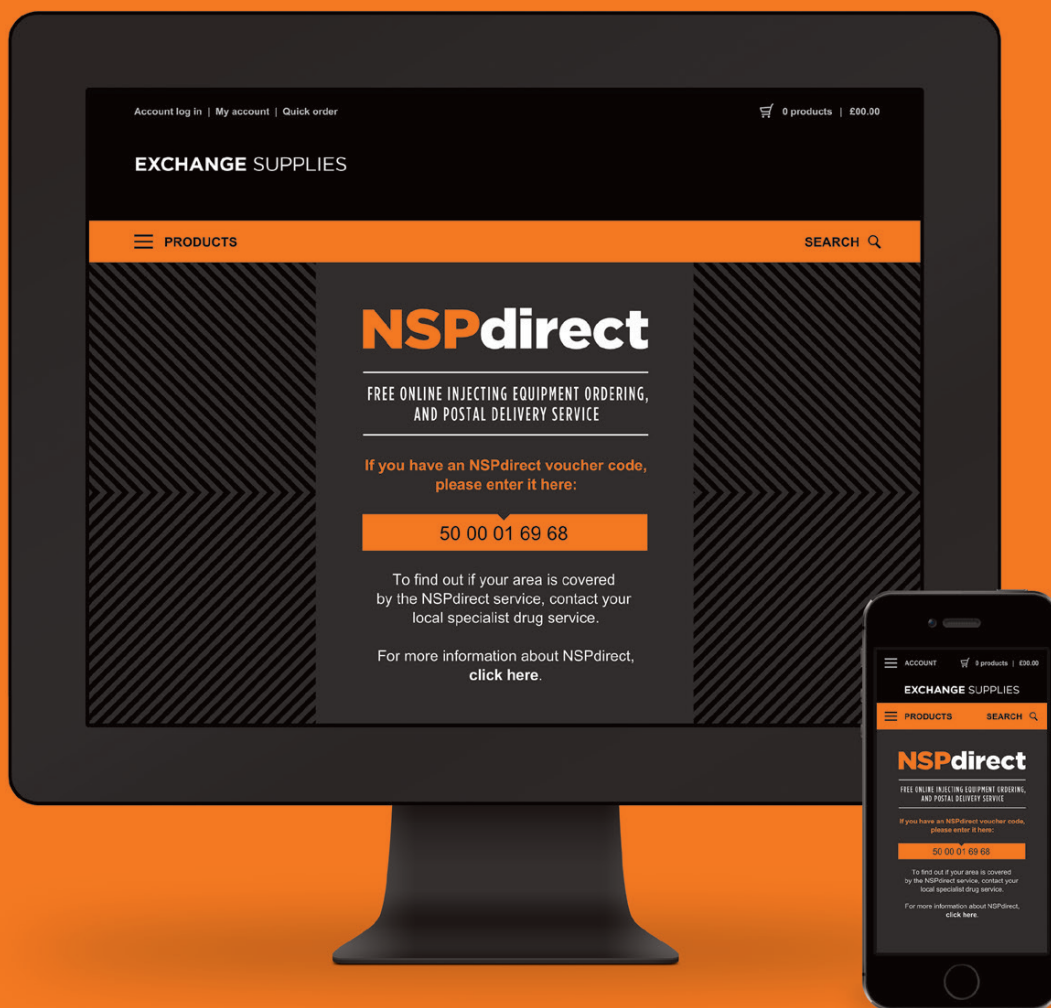 Account log in | My account | Quick order
0 products | £00.00
EXCHANGE SUPPLIES
PRODUCTS
SEARCH
NSPdirect
FREE ONLINE INJECTING EQUIPMENT ORDERING,
AND POSTAL DELIVERY SERVICE
If you have an NSPdirect voucher code,
please enter it here:
50 00 01 69 68
To find out if your area is covered
by the NSPdirect service, contact your
local specialist drug service.
For more information about NSPdirect,
click here.
ACCOUNT
0 products | £00.00
EXCHANGE SUPPLIES
PRODUCTS
SEARCH
NSPdirect
FREE ONLINE INJECTING EQUIPMENT ORDERING,
AND POSTAL DELIVERY SERVICE
If you have an NSPdirect voucher code,
please enter it here:
50 00 01 69 68
To find out if your area is covered
by the NSPdirect service, contact your
local specialist drug service.
For more information about NSPdirect,
click here.